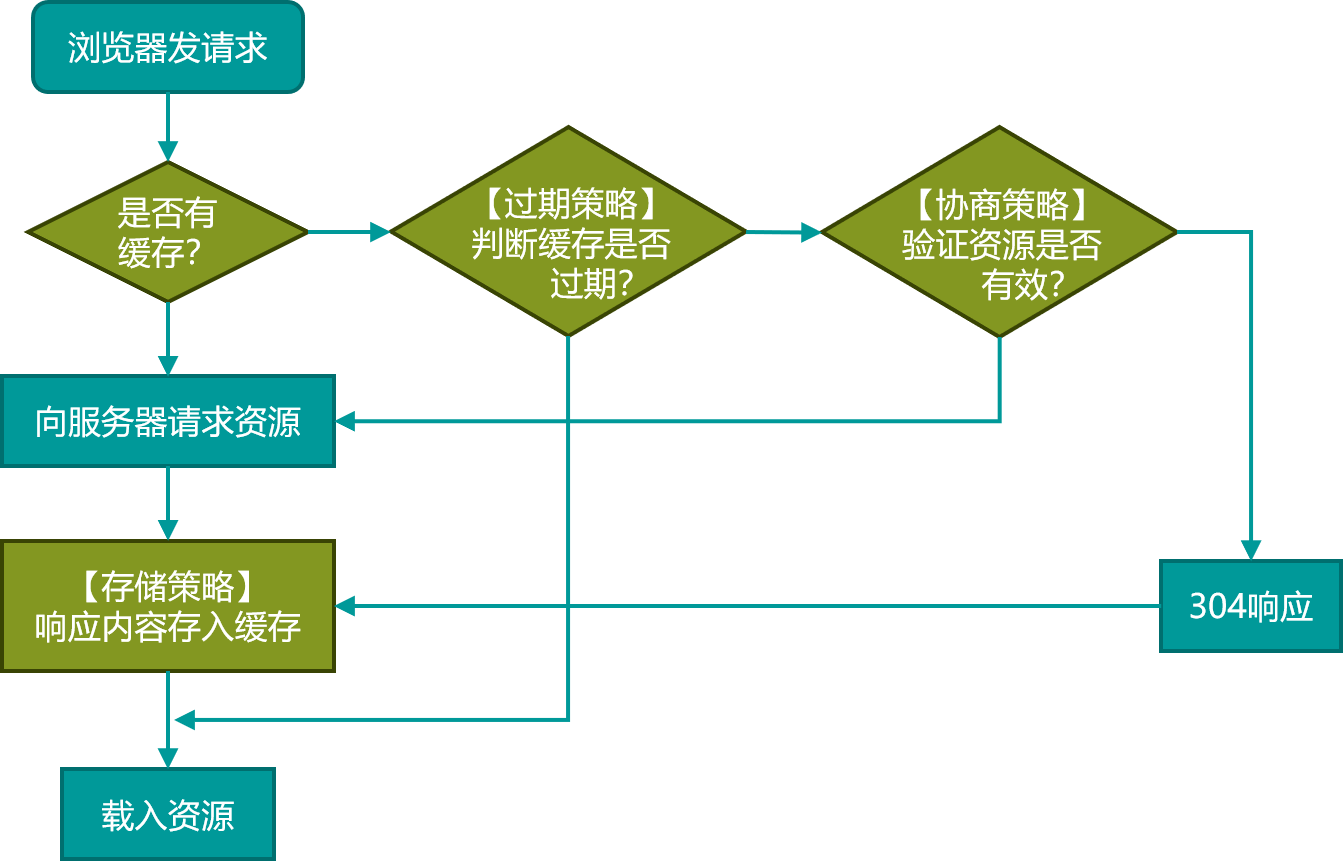 浏览器发请求
是否有
缓存？
【过期策略】
判断缓存是否
过期？
【协商策略】
验证资源是否
有效？
向服务器请求资源
【存储策略】
响应内容存入缓存
304响应
载入资源